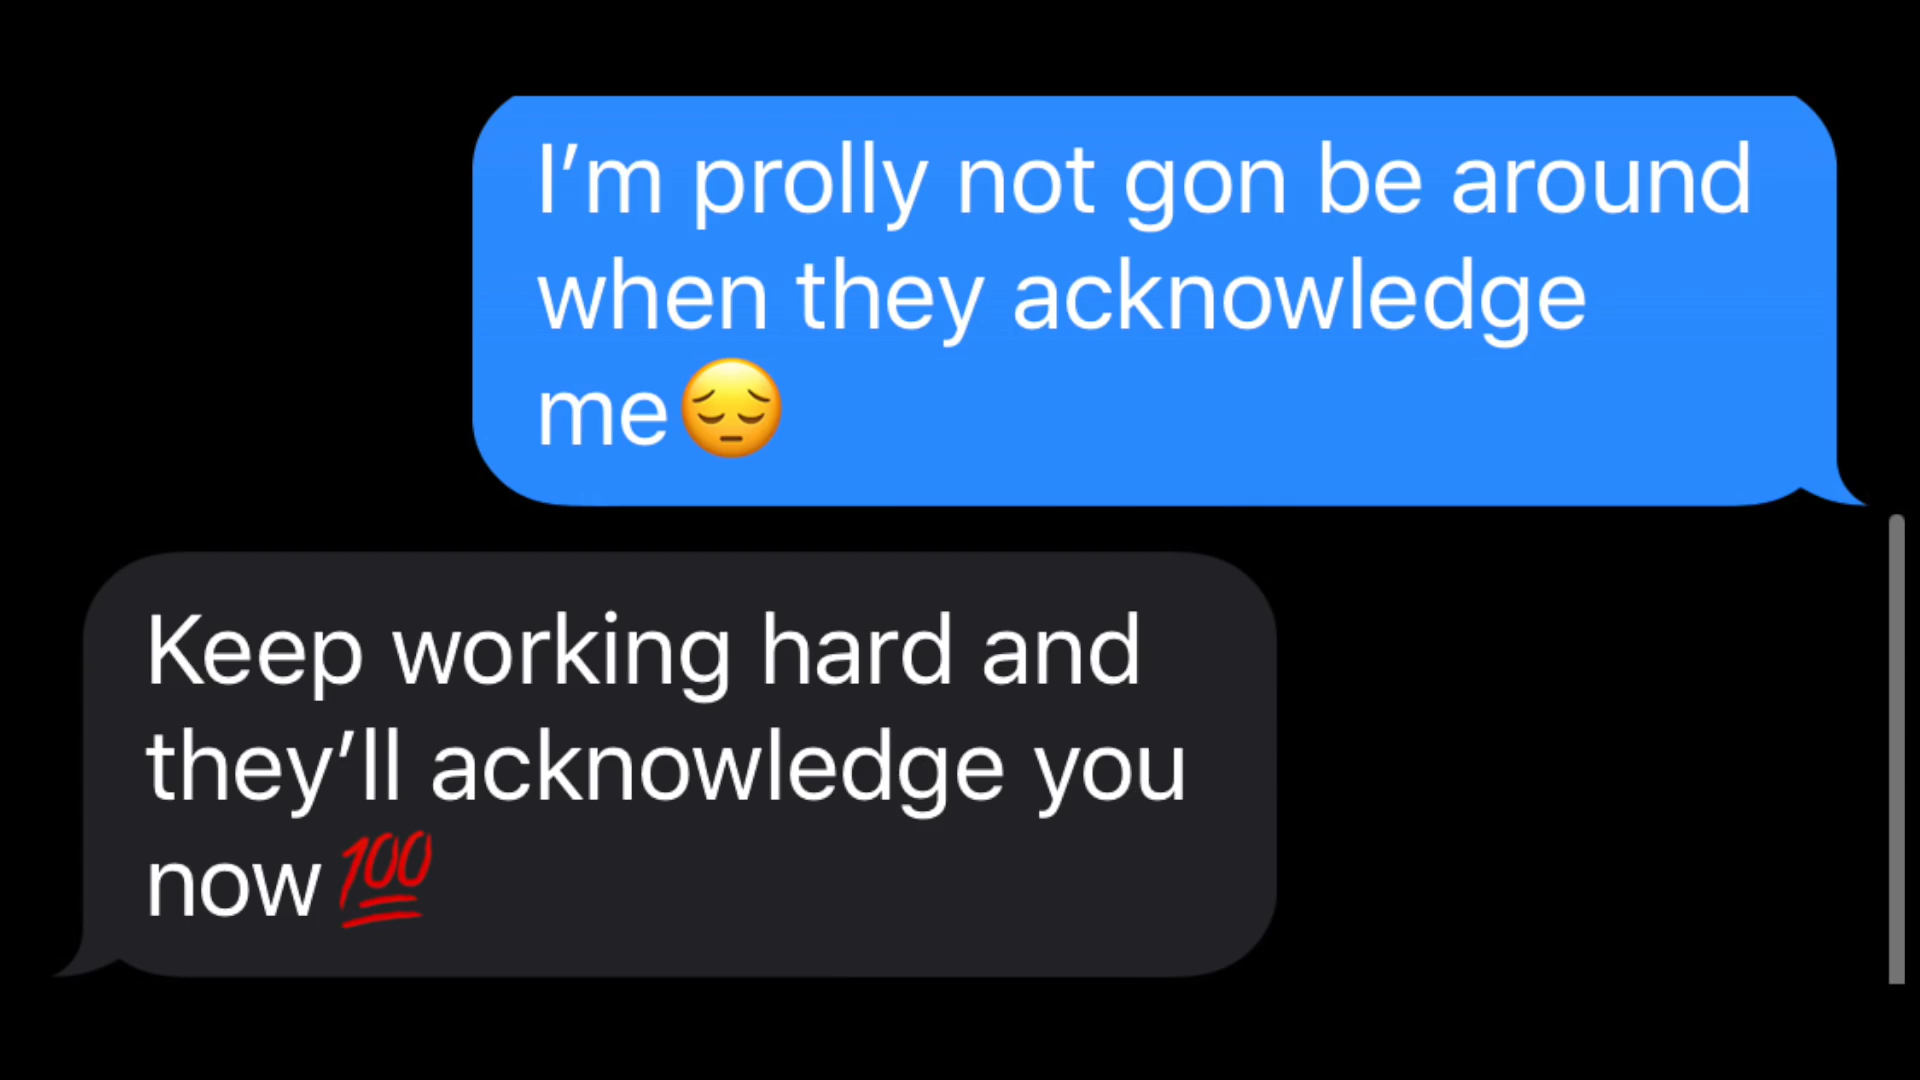 I’m prolly not gon be around
when they acknowledge
me😔
Keep working hard and
they’ll acknowledge you
now💯